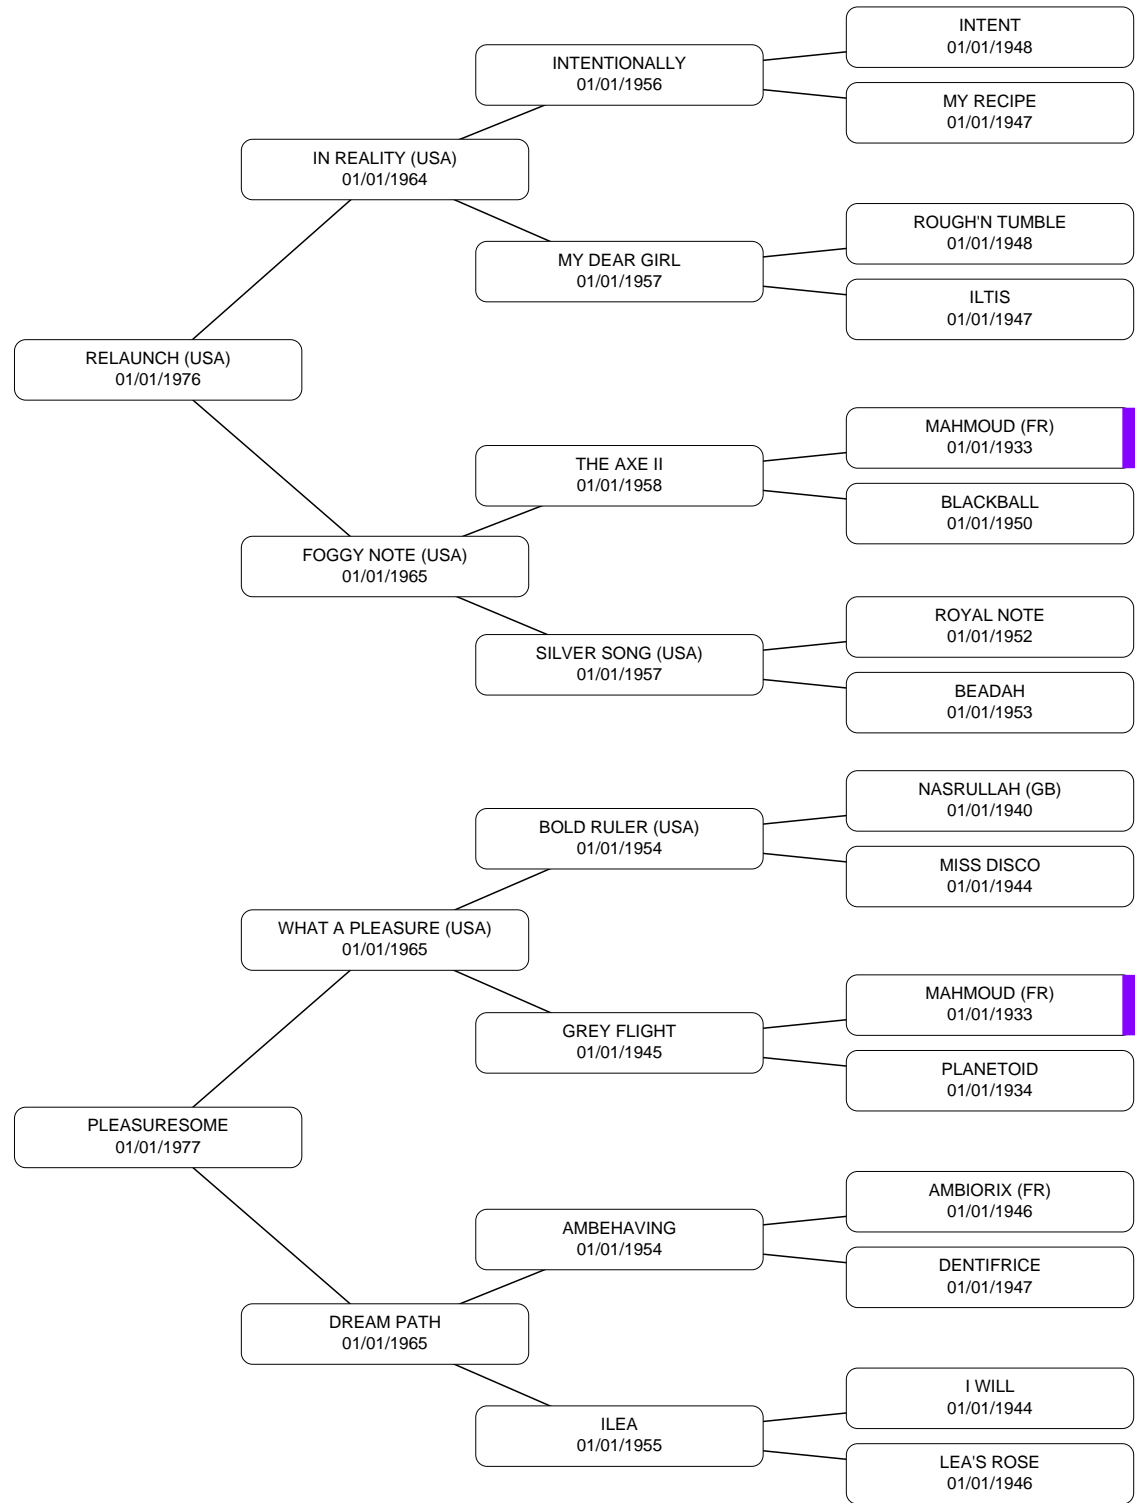 INTENT
01/01/1948
INTENTIONALLY
01/01/1956
MY RECIPE
01/01/1947
IN REALITY (USA)
01/01/1964
ROUGH'N TUMBLE
01/01/1948
MY DEAR GIRL
01/01/1957
ILTIS
01/01/1947
RELAUNCH (USA)
01/01/1976
MAHMOUD (FR)
01/01/1933
THE AXE II
01/01/1958
BLACKBALL
01/01/1950
FOGGY NOTE (USA)
01/01/1965
ROYAL NOTE
01/01/1952
SILVER SONG (USA)
01/01/1957
BEADAH
01/01/1953
NASRULLAH (GB)
01/01/1940
BOLD RULER (USA)
01/01/1954
MISS DISCO
01/01/1944
WHAT A PLEASURE (USA)
01/01/1965
MAHMOUD (FR)
01/01/1933
GREY FLIGHT
01/01/1945
PLANETOID
01/01/1934
PLEASURESOME
01/01/1977
AMBIORIX (FR)
01/01/1946
AMBEHAVING
01/01/1954
DENTIFRICE
01/01/1947
DREAM PATH
01/01/1965
I WILL
01/01/1944
ILEA
01/01/1955
LEA'S ROSE
01/01/1946